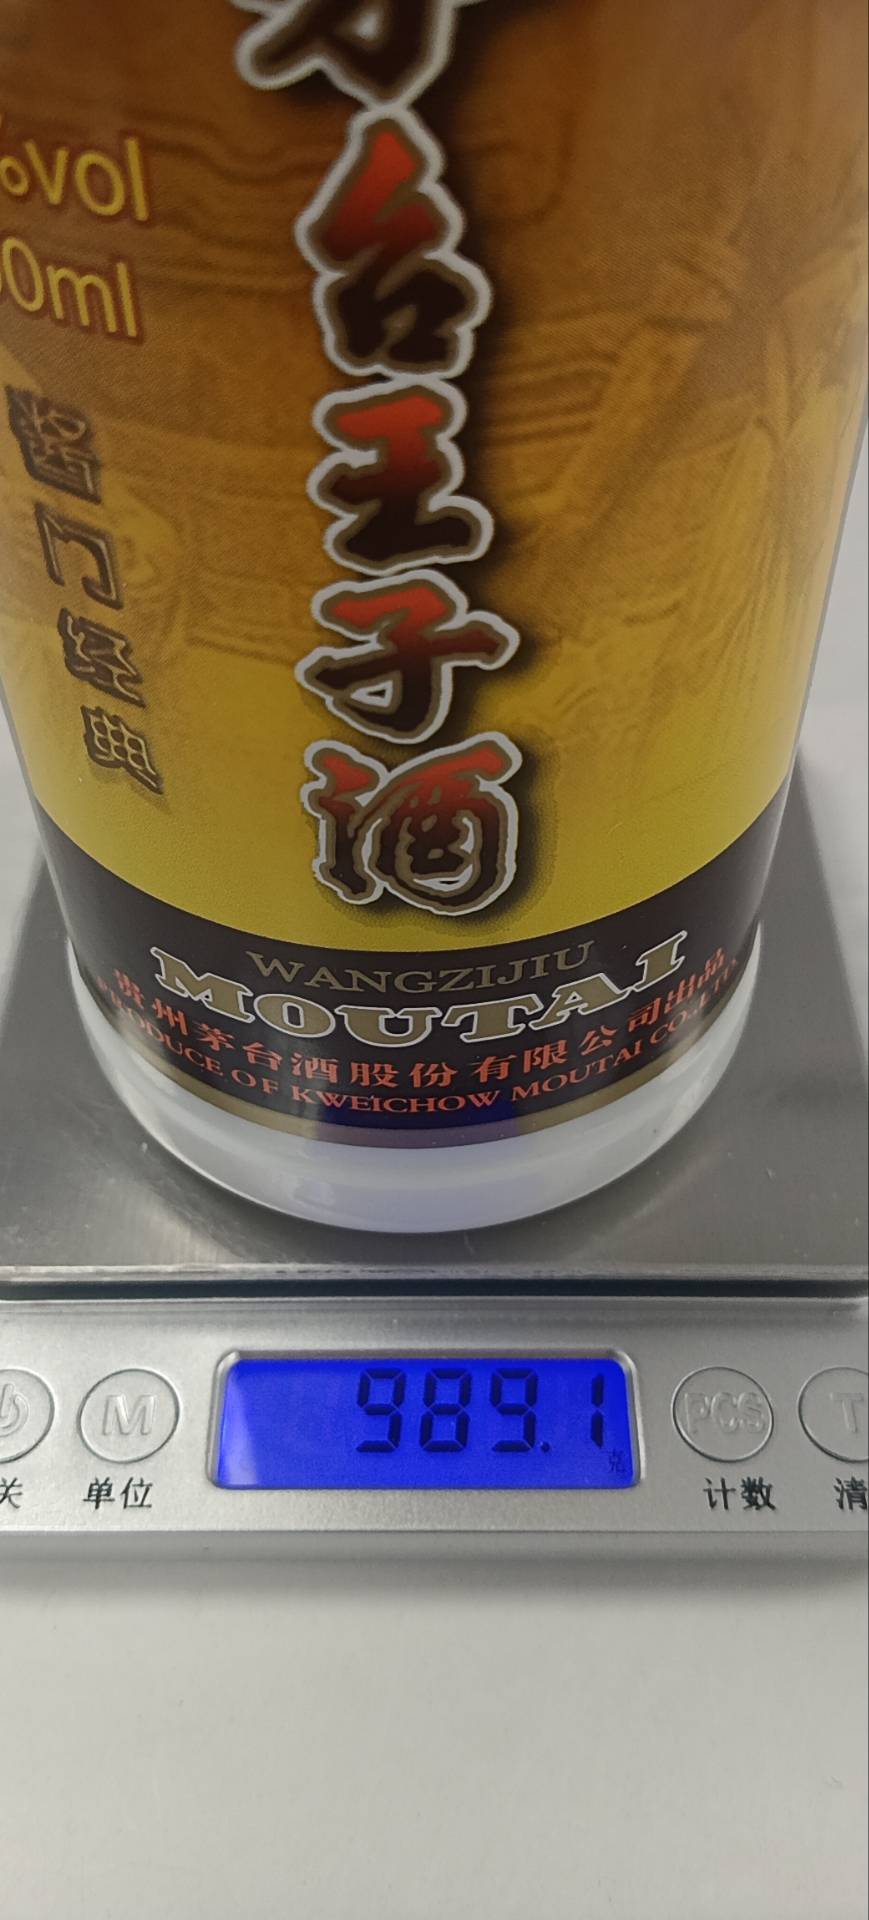 %vol
0ml
茅台王子酒
酱门经典
WANGZIJIU
MOUTAI
贵州茅台酒股份有限公司出品
PRODUCE OF KWEICHOW MOUTAI CO.,LTD.
989.1
克
M
PCS
T
关
单位
计数
清